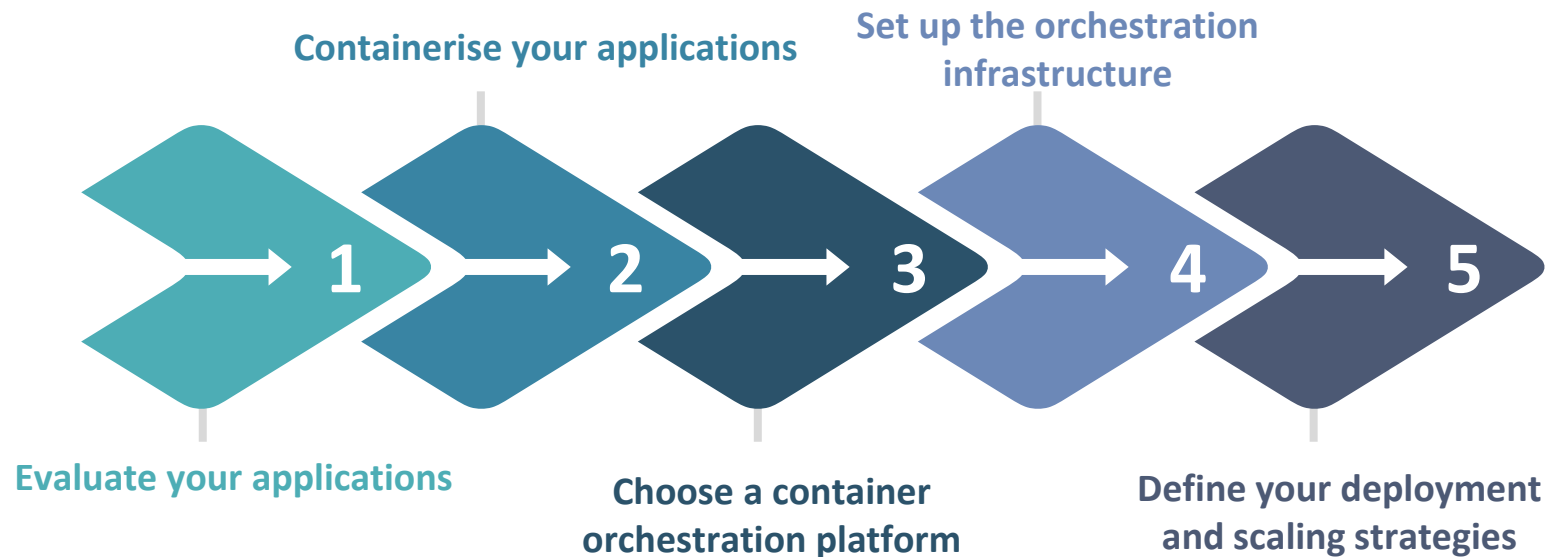 Containerise your applications
Set up the orchestration
infrastructure
1
2
3
4
5
Evaluate your applications
Choose a container
orchestration platform
Define your deployment
and scaling strategies